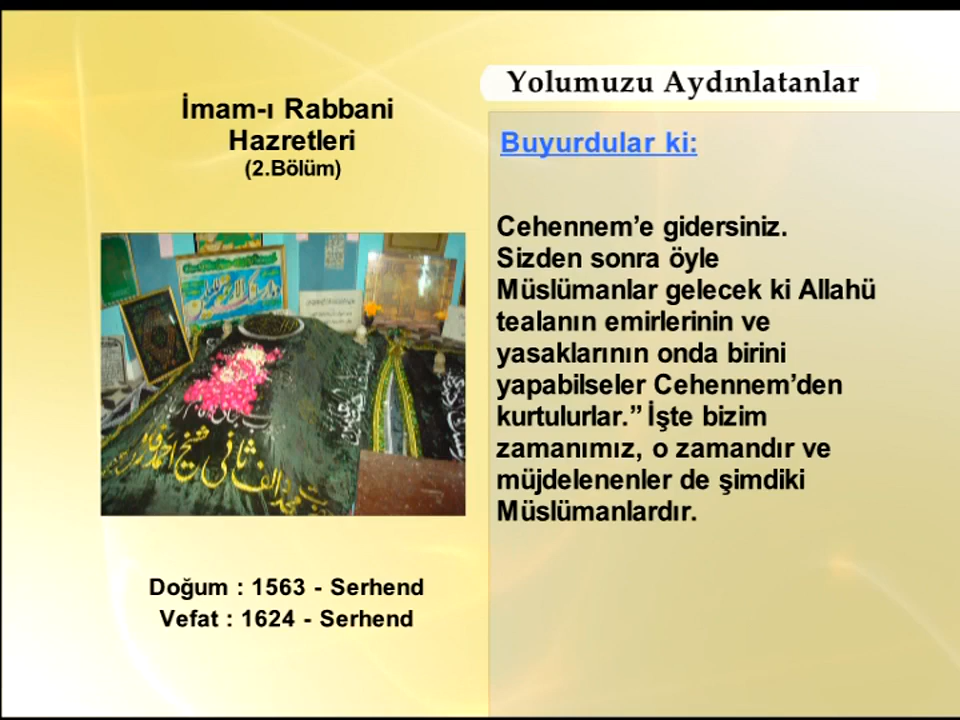 Yolumuzu Aydınlatanlar
İmam-ı Rabbani
Hazretleri
(2.Bölüm)
Buyurdular ki:
Cehennem’e gidersiniz.
Sizden sonra öyle
Müslümanlar gelecek ki Allahü
tealanın emirlerinin ve
yasaklarının onda birini
yapabilseler Cehennem’den
kurtulurlar.” İşte bizim
zamanımız, o zamandır ve
müjdelenenler de şimdiki
Müslümanlardır.
Doğum : 1563 - Serhend
Vefat : 1624 - Serhend